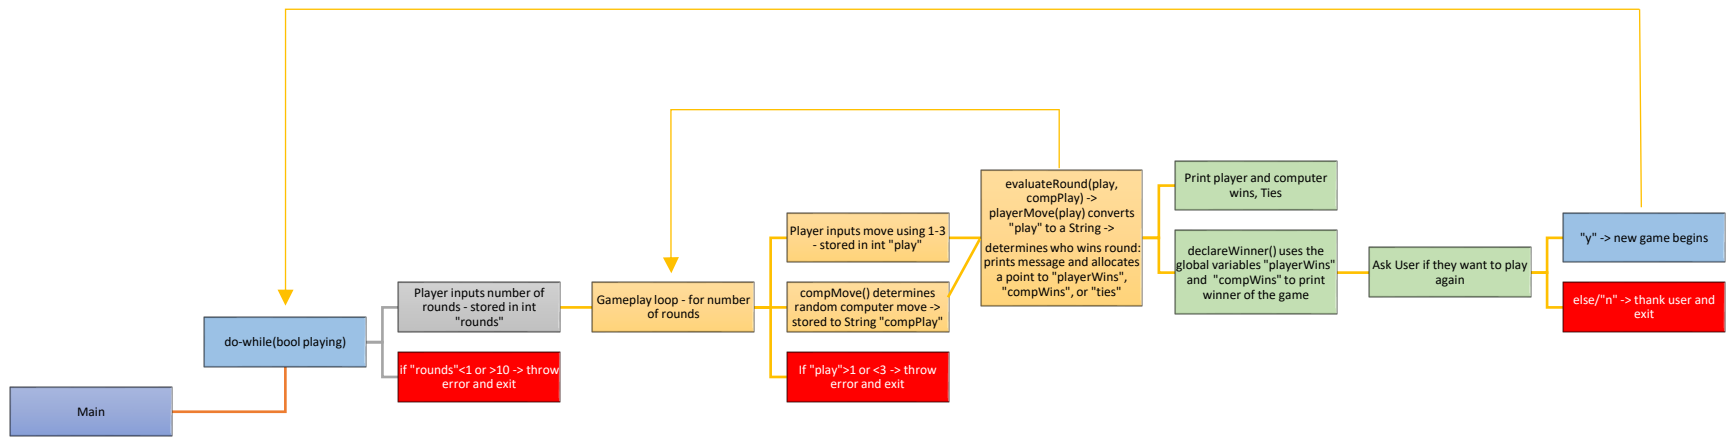 Main
do-while(bool playing)
Player inputs number of
rounds - stored in int
"rounds"
if "rounds"<1 or >10 -> throw
error and exit
Gameplay loop - for number
of rounds
Player inputs move using 1-3
- stored in int "play"
compMove() determines
random computer move ->
stored to String "compPlay"
If "play">1 or <3 -> throw
error and exit
evaluateRound(play,
compPlay) ->
playerMove(play) converts
"play" to a String ->
determines who wins round:
prints message and allocates
a point to "playerWins",
"compWins", or "ties"
Print player and computer
wins, Ties
declareWinner() uses the
global variables "playerWins"
and "compWins" to print
winner of the game
Ask User if they want to play
again
"y" -> new game begins
else/"n" -> thank user and
exit